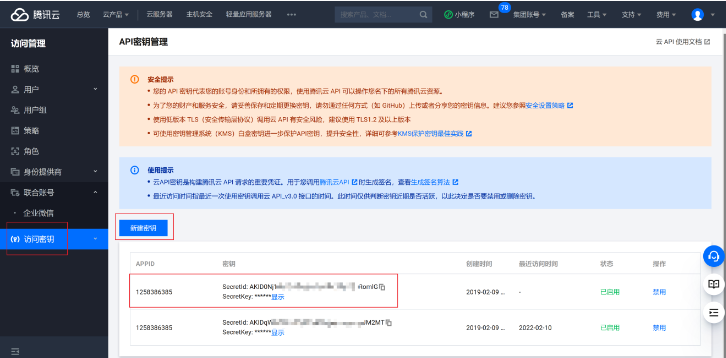 腾讯云 总览 云产品 云服务器 主机安全 轻量应用服务器 ••• 搜索产品、文档... 小程序 78 集团账号 备案 工具 支持 费用
访问管理
API密钥管理
云 API 使用文档
概览
用户
用户组
策略
角色
身份提供商
联合账号
企业微信
访问密钥
安全提示
• 您的 API 密钥代表您的账号身份和所拥有的权限，使用腾讯云 API 可以操作您名下的所有腾讯云资源。
• 为了您的财产和服务安全，请妥善保存和定期更换密钥，请勿通过任何方式（如 GitHub）上传或者分享您的密钥信息。建议您参照安全设置策略
• 使用低版本 TLS（安全传输层协议）调用云 API 有安全风险，建议使用 TLS1.2 及以上版本
• 可使用密钥管理系统（KMS）白盒密钥进一步保护API密钥，提升安全性，详细可参考KMS保护密钥最佳实践
使用提示
• 云API密钥是构建腾讯云 API 请求的重要凭证。用于您调用腾讯云API 时生成签名，查看生成签名算法
• 最近访问时间指最近一次使用密钥调用云 API_v3.0 接口的时间。此时间仅供判断密钥近期是否活跃，以此决定是否要禁用或删除密钥。
新建密钥
APPID 密钥 创建时间 最近访问时间 状态 操作
1258386385 SecretId: 2019-02-09 ... - 已启用 禁用
SecretKey: ******显示
1258386385 SecretId: 2019-02-09 ... 2022-02-10 已启用 禁用
SecretKey: ******显示